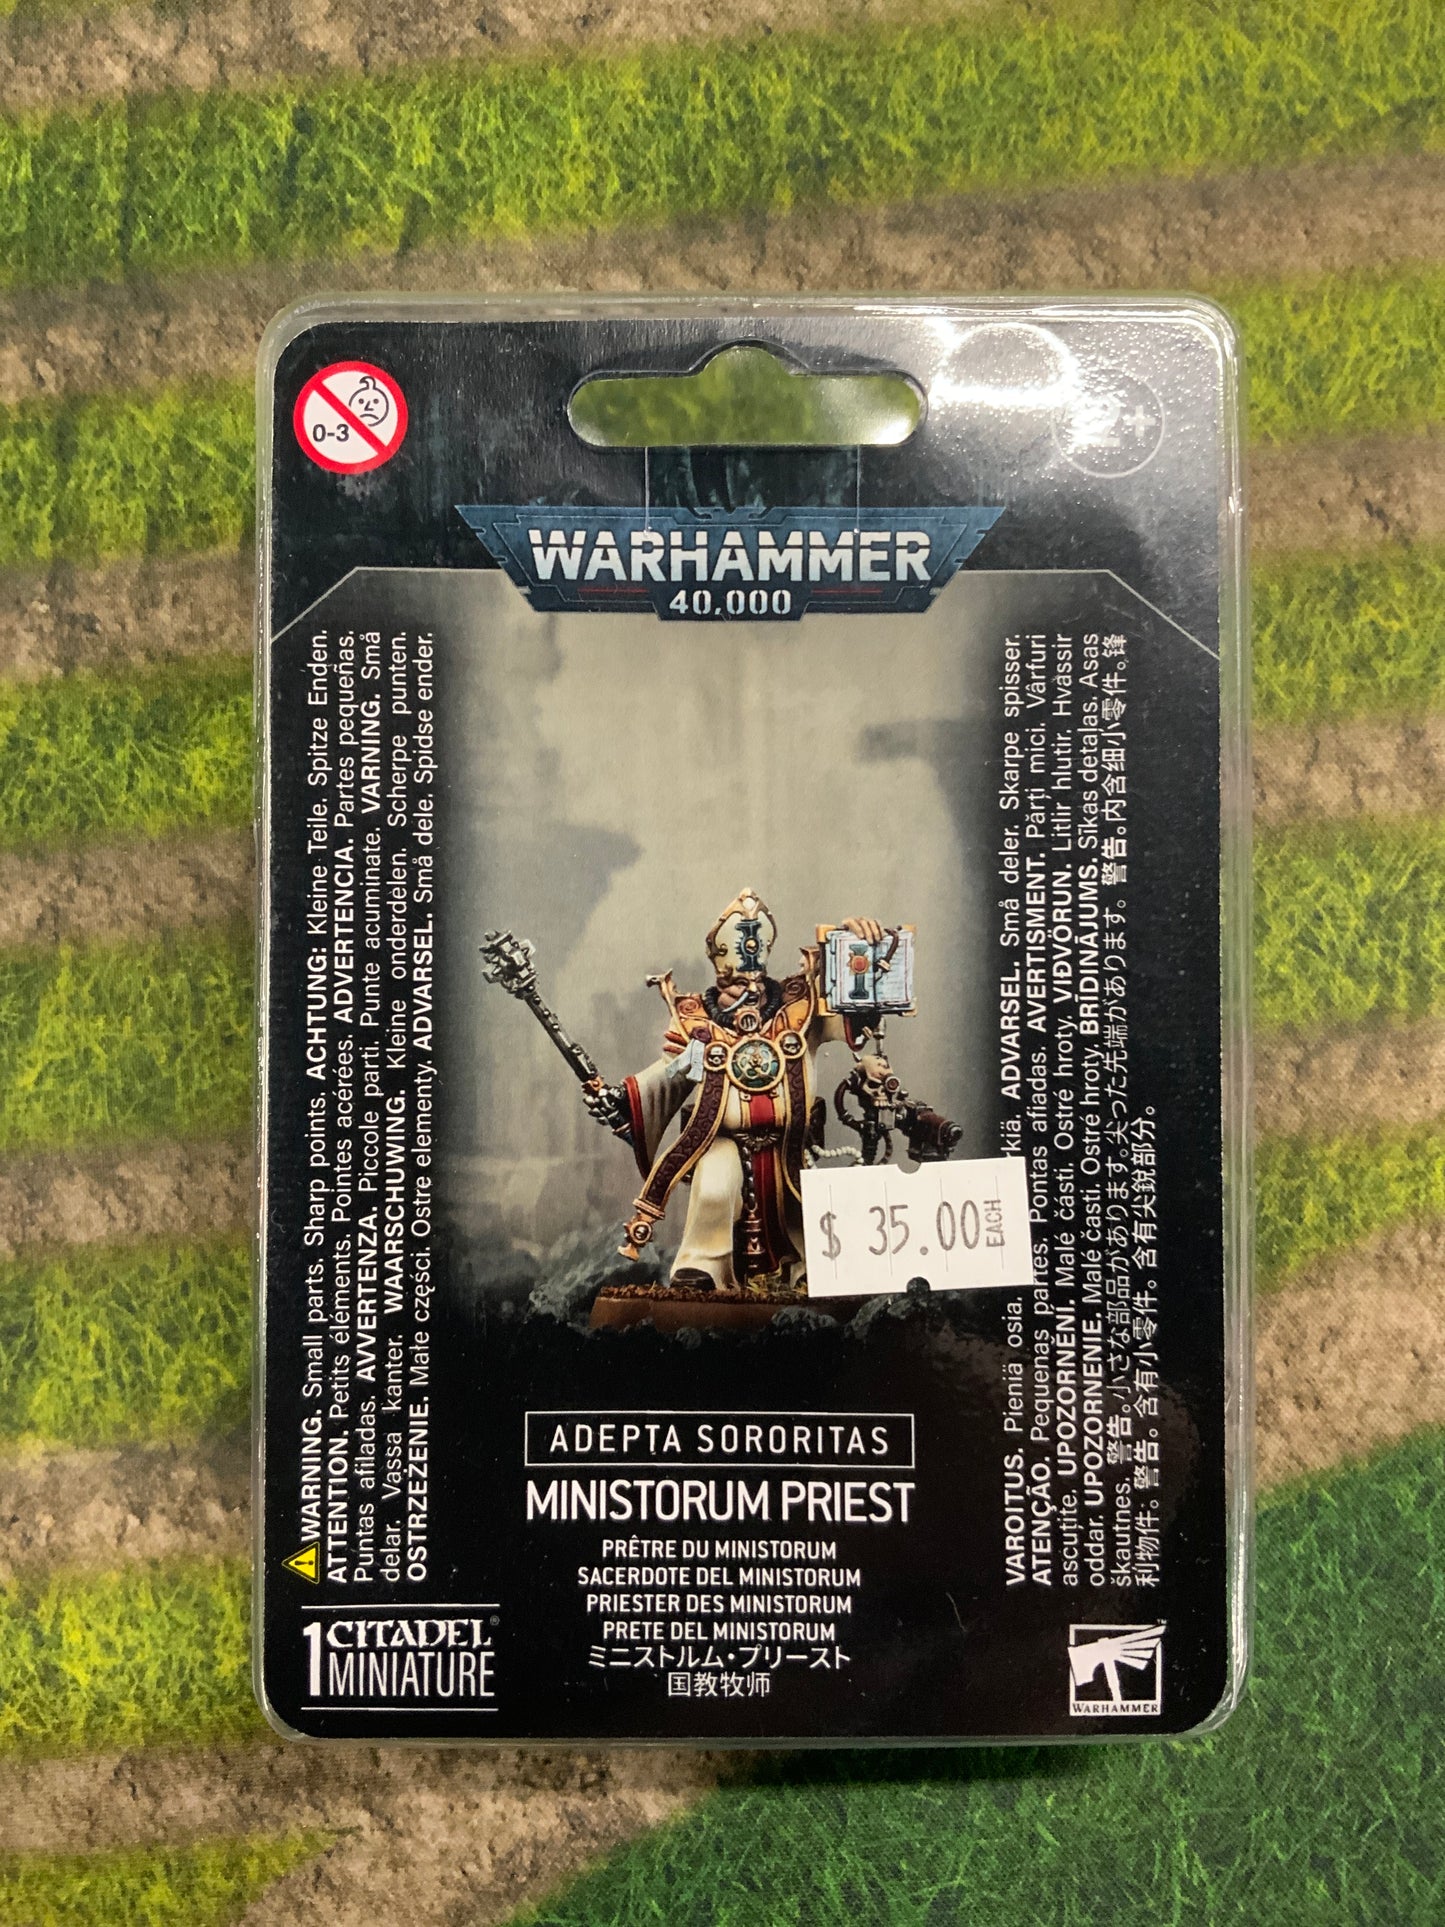 0-3
WARHAMMER
40,000
⚠WARNING. Small parts. Sharp points. ACHTUNG: Kleine Teile. Spitze Enden.
ATTENTION. Petits éléments. Pointes acérées. ADVERTENCIA. Partes pequeñas.
Puntas afiladas. AVVERTENZA. Piccole parti. Punte acuminate. VARNING. Små
delar. Vassa kanter. WAARSCHUWING. Kleine onderdelen. Scherpe punten.
OSTRZEŻENIE. Małe części. Ostre elementy. ADVARSEL. Små dele. Spidse ender.
VAROITUS. Pieniä osia. rkiä. ADVARSEL. Små deler. Skarpe spisser.
ATENÇÃO. Pequenas partes. Pontas afiadas. AVERTISMENT. Părți mici. Vârfuri
ascuțite. UPOZORNĚNÍ. Malé části. Ostré hroty. VIÐVÖRUN. Litlir hlutir. Hvassir
oddar. UPOZORNENIE. Malé časti. Ostré hroty. BRĪDINĀJUMS. Sīkas detaļas. Asas
šķautnes. 警告。小さな部品があります。尖った先端があります。警告。内含细小零件。锋
利物件。警告。含有小零件。含有尖锐部分。
$ 35.00 EACH
ADEPTA SORORITAS
MINISTORUM PRIEST
PRÊTRE DU MINISTORUM
SACERDOTE DEL MINISTORUM
PRIESTER DES MINISTORUM
PRETE DEL MINISTORUM
ミニストルム・プリースト
国教牧师
1 CITADEL®
MINIATURE
WARHAMMER™